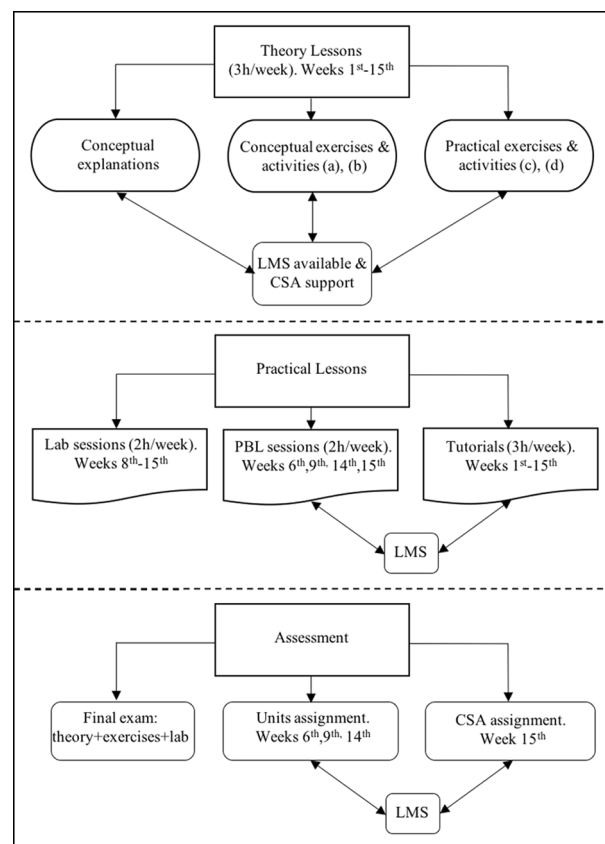 Theory Lessons
(3h/week). Weeks 1st-15th
Conceptual
explanations
Conceptual exercises &
activities (a), (b)
Practical exercises &
activities (c), (d)
LMS available &
CSA support
Practical Lessons
Lab sessions (2h/week).
Weeks 8th-15th
PBL sessions (2h/week).
Weeks 6th,9th, 14th,15th
Tutorials (3h/week).
Weeks 1st-15th
LMS
Assessment
Final exam:
theory+exercises+lab
Units assignment.
Weeks 6th,9th, 14th
CSA assignment.
Week 15th
LMS